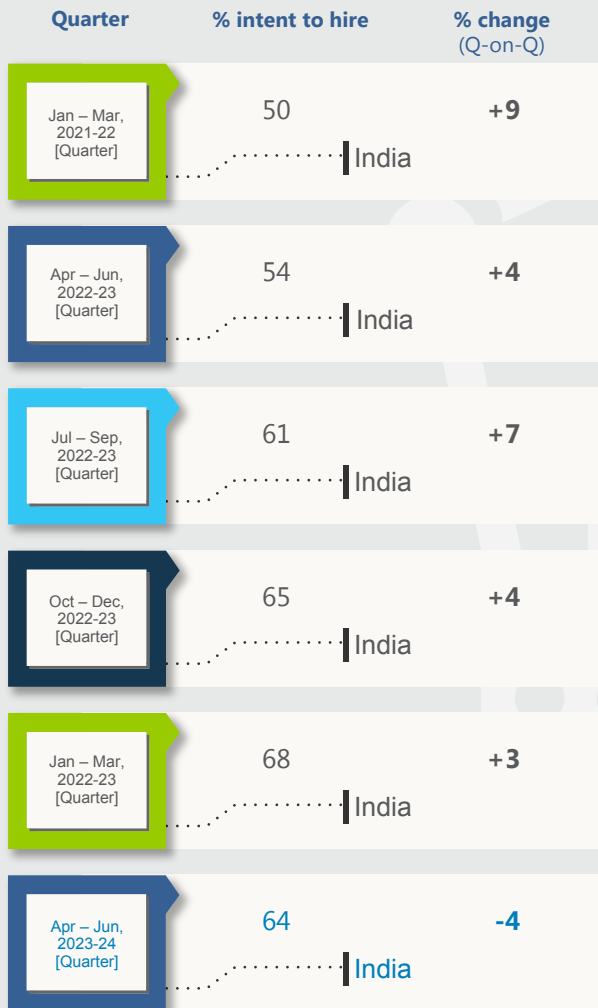 Quarter % intent to hire % change
(Q-on-Q)
Jan – Mar,
2021-22
[Quarter]
50 +9
India
Apr – Jun,
2022-23
[Quarter]
54 +4
India
Jul – Sep,
2022-23
[Quarter]
61 +7
India
Oct – Dec,
2022-23
[Quarter]
65 +4
India
Jan – Mar,
2022-23
[Quarter]
68 +3
India
Apr – Jun,
2023-24
[Quarter]
64 -4
India